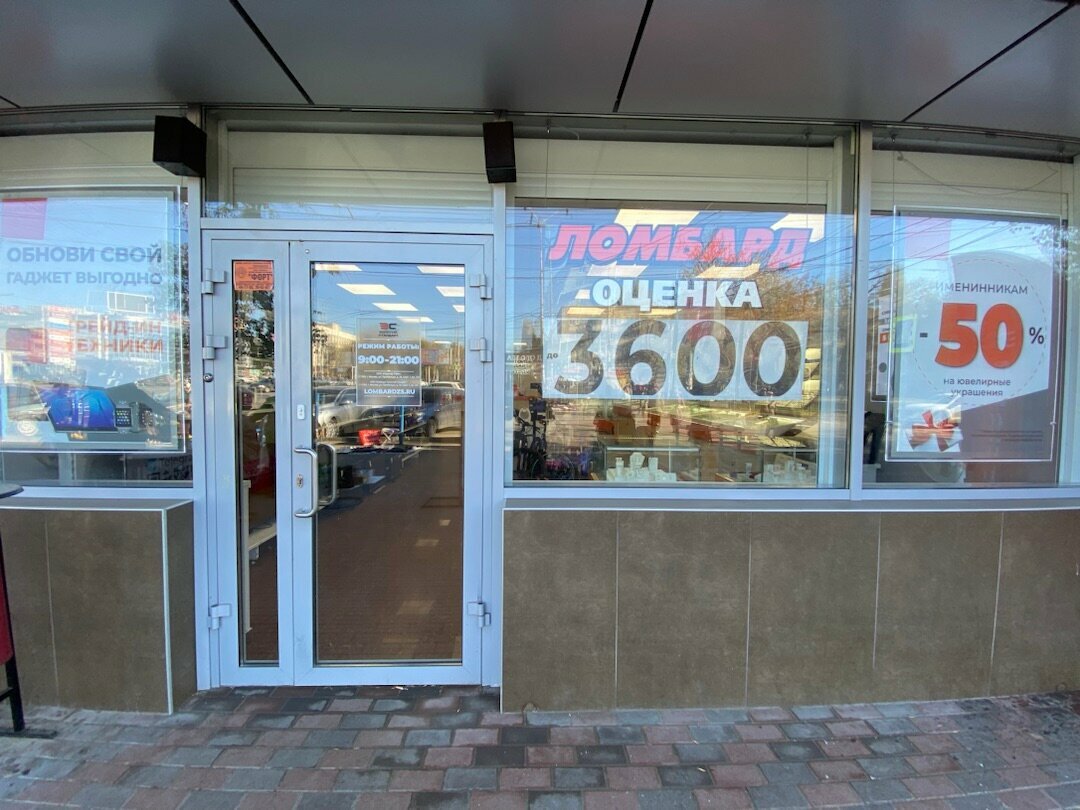 ОБНОВИ СВОЙ
ГАДЖЕТ ВЫГОДНО
ТРЕЙД-ИН
ТЕХНИКИ
"ФОРТ"
РЕЖИМ РАБОТЫ:
9:00-21:00
LOMBARDZS.RU
ЛОМБАРД
ОЦЕНКА
ДО 3600
ИМЕНИННИКАМ
- 50 %
на ювелирные
украшения